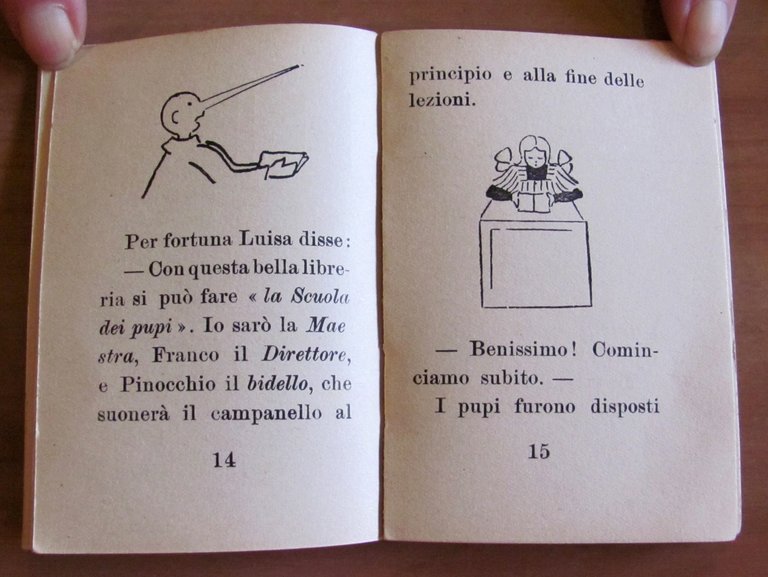 Per fortuna Luisa disse:
— Con questa bella libre-
ria si può fare « la Scuola
dei pupi ». Io sarò la Mae
stra, Franco il Direttore,
e Pinocchio il bidello, che
suonerà il campanello al
14
principio e alla fine delle
lezioni.
— Benissimo! Comin-
ciamo subito. —
I pupi furono disposti
15